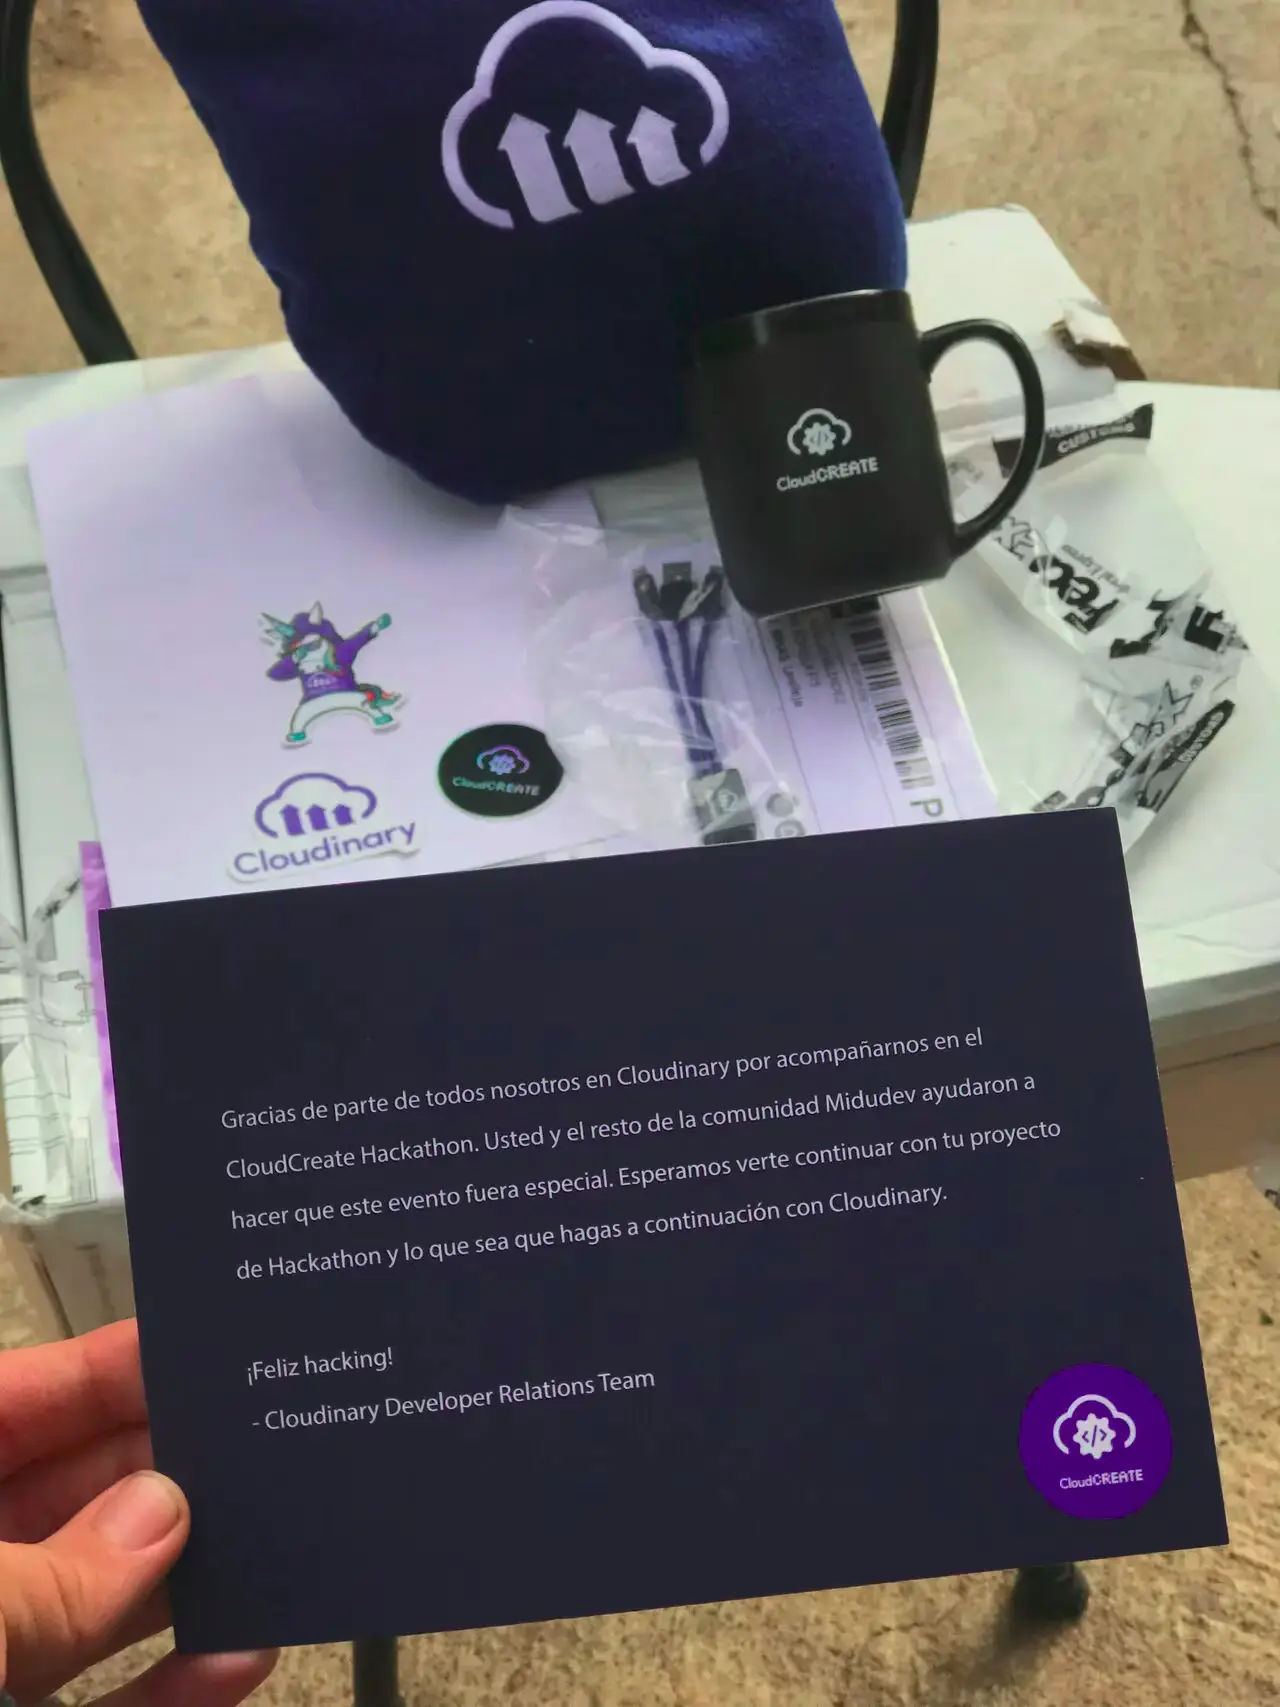 CloudCREATE
CUSTOMS
FedEx
CloudCREATE
Cloudinary
Gracias de parte de todos nosotros en Cloudinary por acompañarnos en el
CloudCreate Hackathon. Usted y el resto de la comunidad Midudev ayudaron a
hacer que este evento fuera especial. Esperamos verte continuar con tu proyecto
de Hackathon y lo que sea que hagas a continuación con Cloudinary.
¡Feliz hacking!
- Cloudinary Developer Relations Team
CloudCREATE